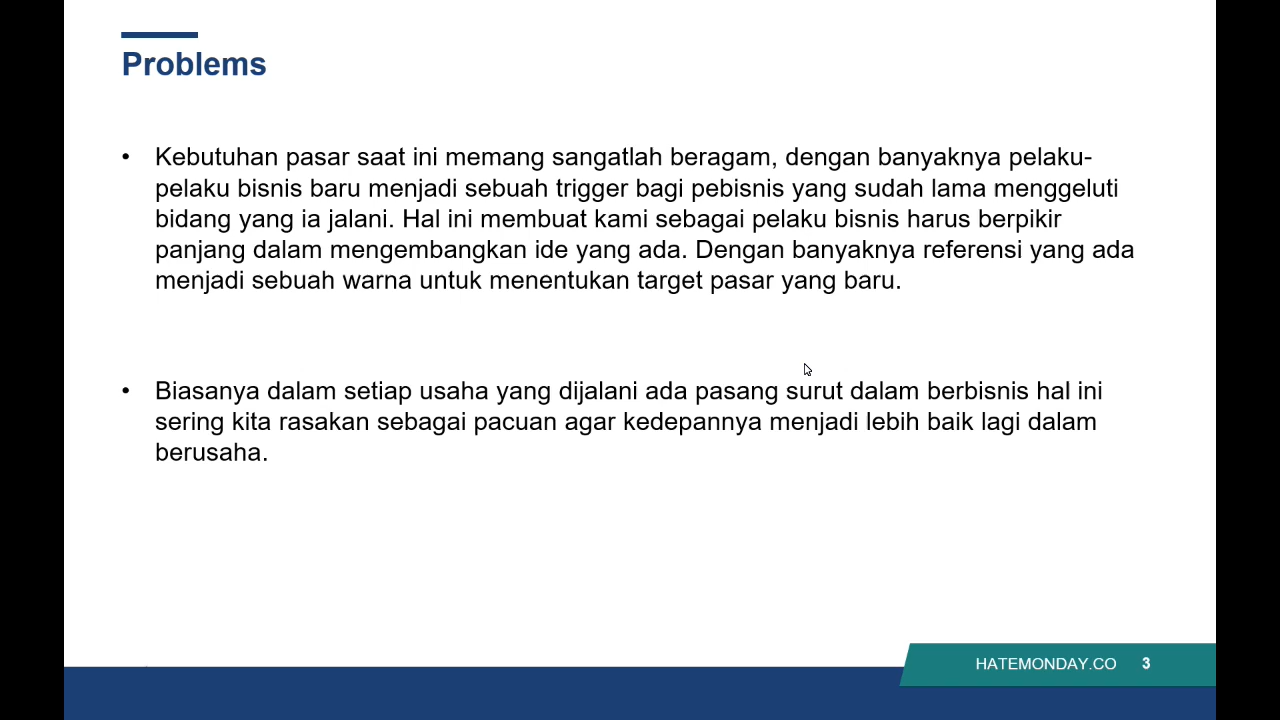 Problems
• Kebutuhan pasar saat ini memang sangatlah beragam, dengan banyaknya pelaku-
pelaku bisnis baru menjadi sebuah trigger bagi pebisnis yang sudah lama menggeluti
bidang yang ia jalani. Hal ini membuat kami sebagai pelaku bisnis harus berpikir
panjang dalam mengembangkan ide yang ada. Dengan banyaknya referensi yang ada
menjadi sebuah warna untuk menentukan target pasar yang baru.
• Biasanya dalam setiap usaha yang dijalani ada pasang surut dalam berbisnis hal ini
sering kita rasakan sebagai pacuan agar kedepannya menjadi lebih baik lagi dalam
berusaha.
HATEMONDAY.CO 3